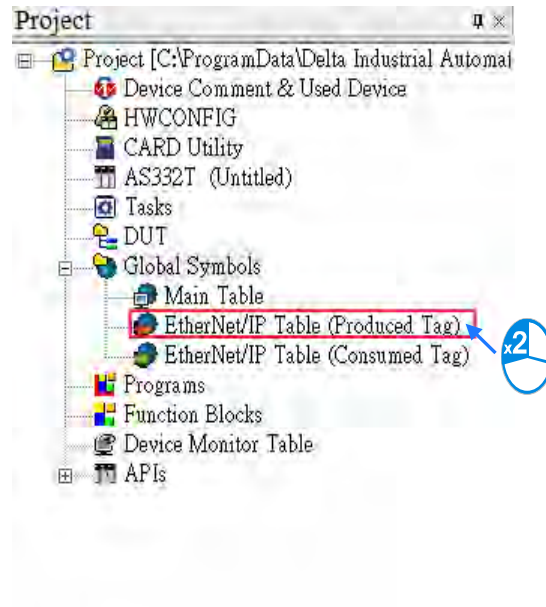 Project
Project [C:\ProgramData\Delta Industrial Automat
Device Comment & Used Device
HWCONFIG
CARD Utility
AS332T (Untitled)
Tasks
DUT
Global Symbols
Main Table
EtherNet/IP Table (Produced Tag)
x2
EtherNet/IP Table (Consumed Tag)
Programs
Function Blocks
Device Monitor Table
APIs